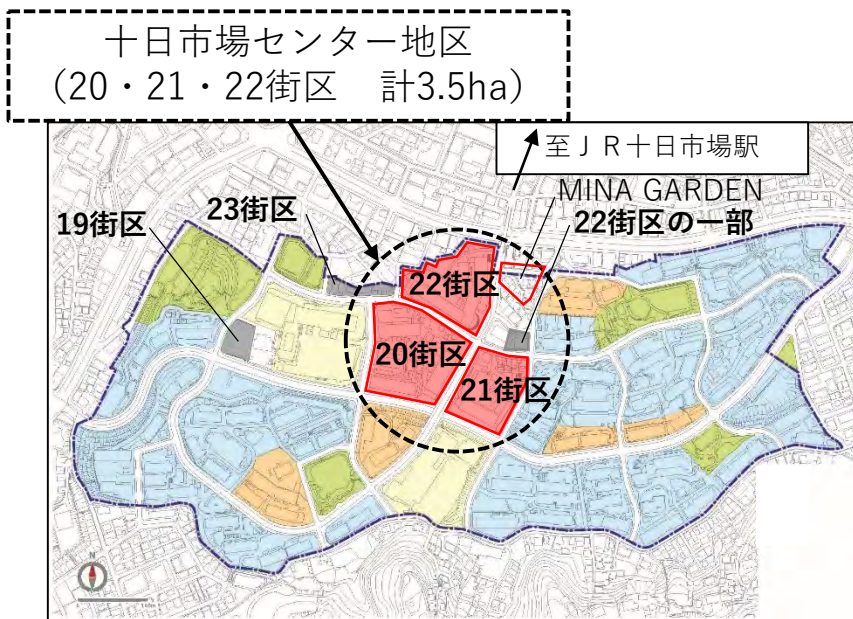 十日市場センター地区
（20・21・22街区　計3.5ha）
至ＪＲ十日市場駅
MINA GARDEN
22街区の一部
23街区
19街区
22街区
20街区
21街区
N